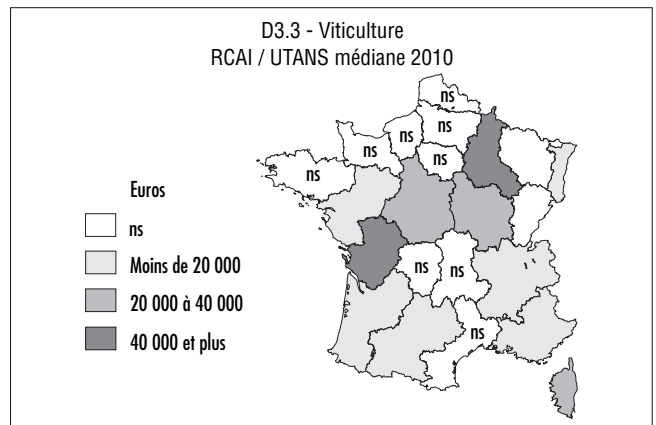 D3.3 - Viticulture
RCAI / UTANS médiane 2010
ns
ns
ns
ns
ns
ns
Euros
ns
Moins de 20 000
20 000 à 40 000
40 000 et plus
ns
ns
ns